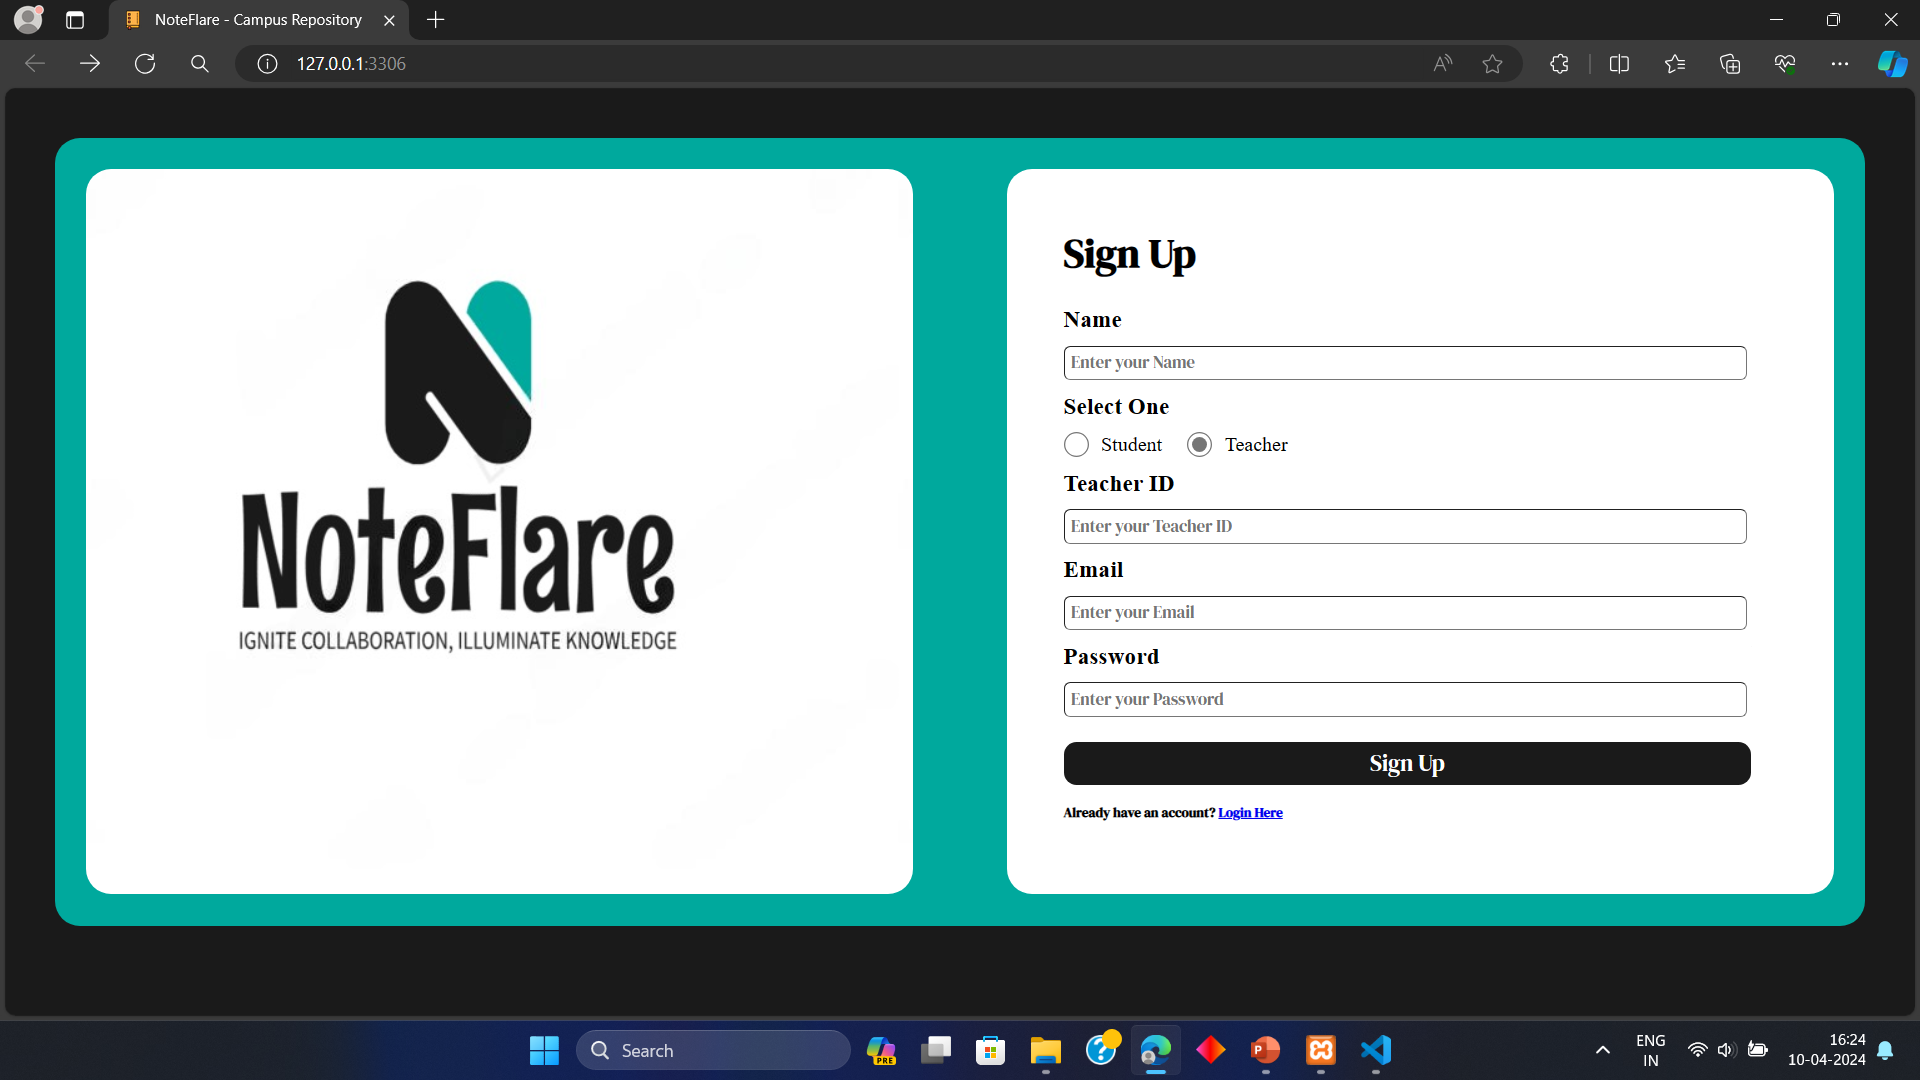 NoteFlare - Campus Repository
127.0.0.1:3306
NoteFlare
IGNITE COLLABORATION, ILLUMINATE KNOWLEDGE
Sign Up
Name
Enter your Name
Select One
Student Teacher
Teacher ID
Enter your Teacher ID
Email
Enter your Email
Password
Enter your Password
Sign Up
Already have an account? Login Here
Search
PRE
ENG
IN
16:24
10-04-2024